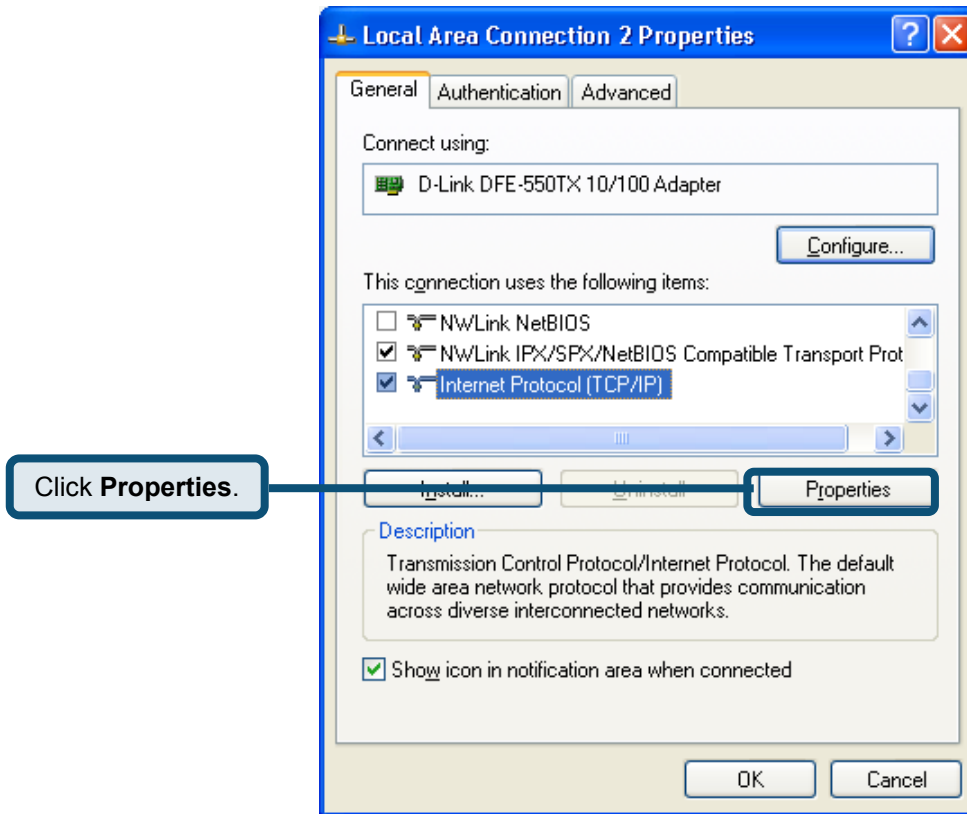 Local Area Connection 2 Properties
General Authentication Advanced
Connect using:
D-Link DFE-550TX 10/100 Adapter
Configure...
This connection uses the following items:
NWLink NetBIOS
NWLink IPX/SPX/NetBIOS Compatible Transport Prot
Internet Protocol (TCP/IP)
Click Properties.
Install... Uninstall Properties
Description
Transmission Control Protocol/Internet Protocol. The default
wide area network protocol that provides communication
across diverse interconnected networks.
Show icon in notification area when connected
OK Cancel